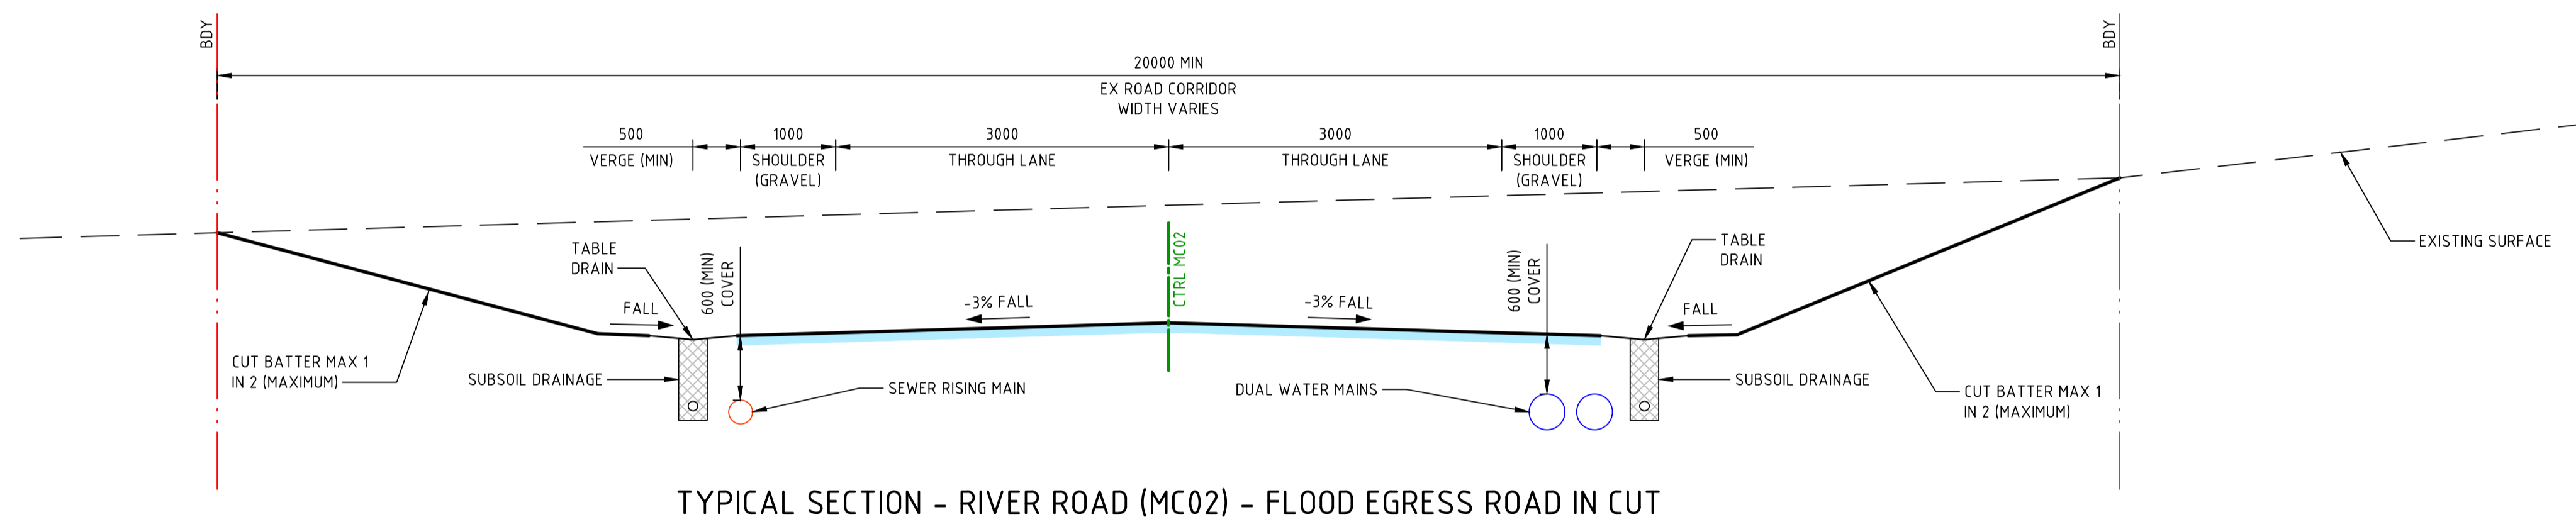 BDY
BDY
20000 MIN
EX ROAD CORRIDOR
WIDTH VARIES
500
1000
3000
3000
1000
500
VERGE (MIN)
SHOULDER
(GRAVEL)
THROUGH LANE
THROUGH LANE
SHOULDER
(GRAVEL)
VERGE (MIN)
TABLE
DRAIN
600 (MIN)
COVER
CTRL MC02
600 (MIN)
COVER
TABLE
DRAIN
EXISTING SURFACE
FALL
-3% FALL
-3% FALL
FALL
CUT BATTER MAX 1
IN 2 (MAXIMUM)
SUBSOIL DRAINAGE
SEWER RISING MAIN
DUAL WATER MAINS
SUBSOIL DRAINAGE
CUT BATTER MAX 1
IN 2 (MAXIMUM)
TYPICAL SECTION - RIVER ROAD (MC02) - FLOOD EGRESS ROAD IN CUT